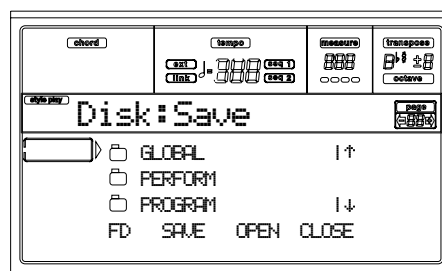 chord tempo measure transpose
ext seq 1
link seq 2
octave
style play
Disk:Save page
GLOBAL
PERFORM
PROGRAM
FD SAVE OPEN CLOSE